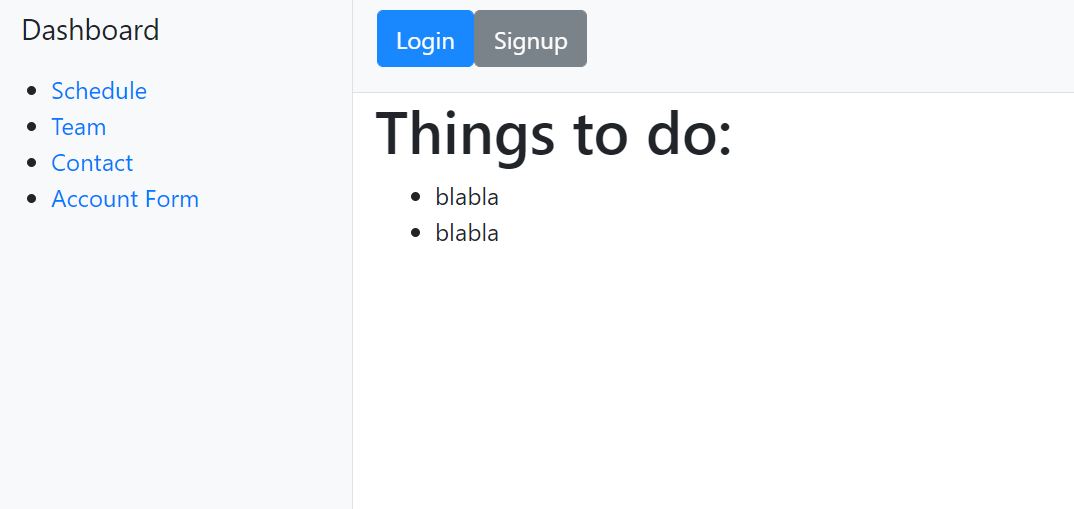 Dashboard
Schedule
Team
Contact
Account Form
Login Signup
Things to do:
blabla
blabla